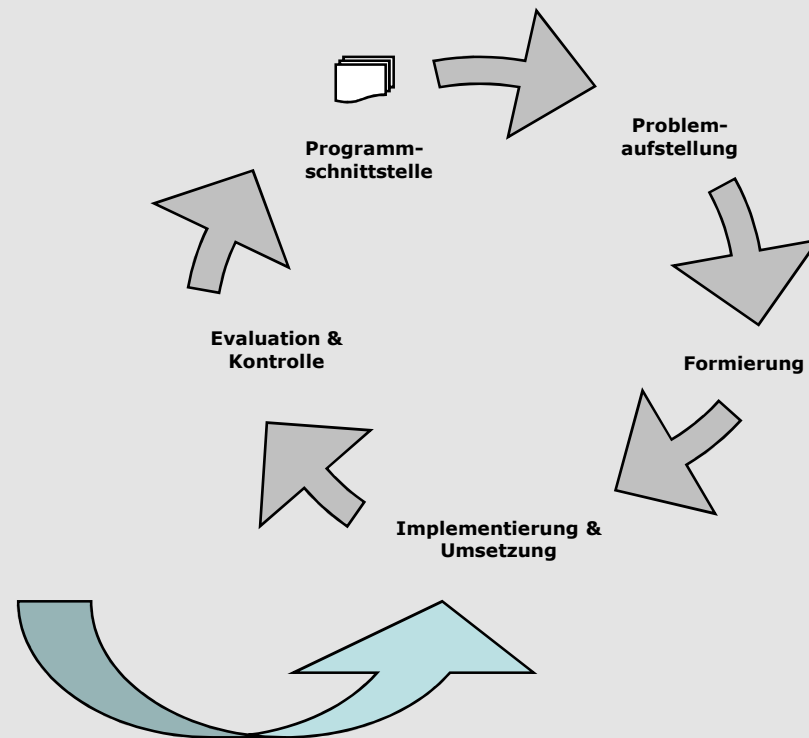 Programm-
schnittstelle
Problem-
aufstellung
Formierung
Implementierung &
Umsetzung
Evaluation &
Kontrolle